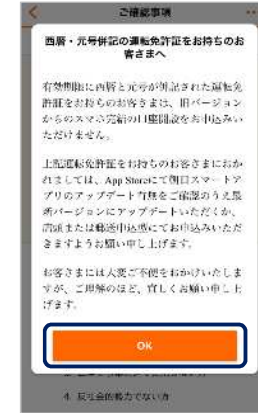 ご確認事項
西暦・元号併記の運転免許証をお持ちのお
客さまへ
有効期限に西暦と元号が併記された運転免
許証をお持ちのお客さまは、旧バージョン
からのスマホ完結の口座開設をお申込みい
ただけません。
上記運転免許証をお持ちのお客さまにおか
れましては、App Storeにて朝日スマートア
プリのアップデート有無をご確認のうえ最
新バージョンにアップデートいただくか、
店頭または郵送申込型にてお申込みいただ
きますようお願い申し上げます。
お客さまには大変ご不便をおかけいたしま
すが、ご理解のほど、宜しくお願い申し上
げます。
OK
4. 反社会的勢力でない方